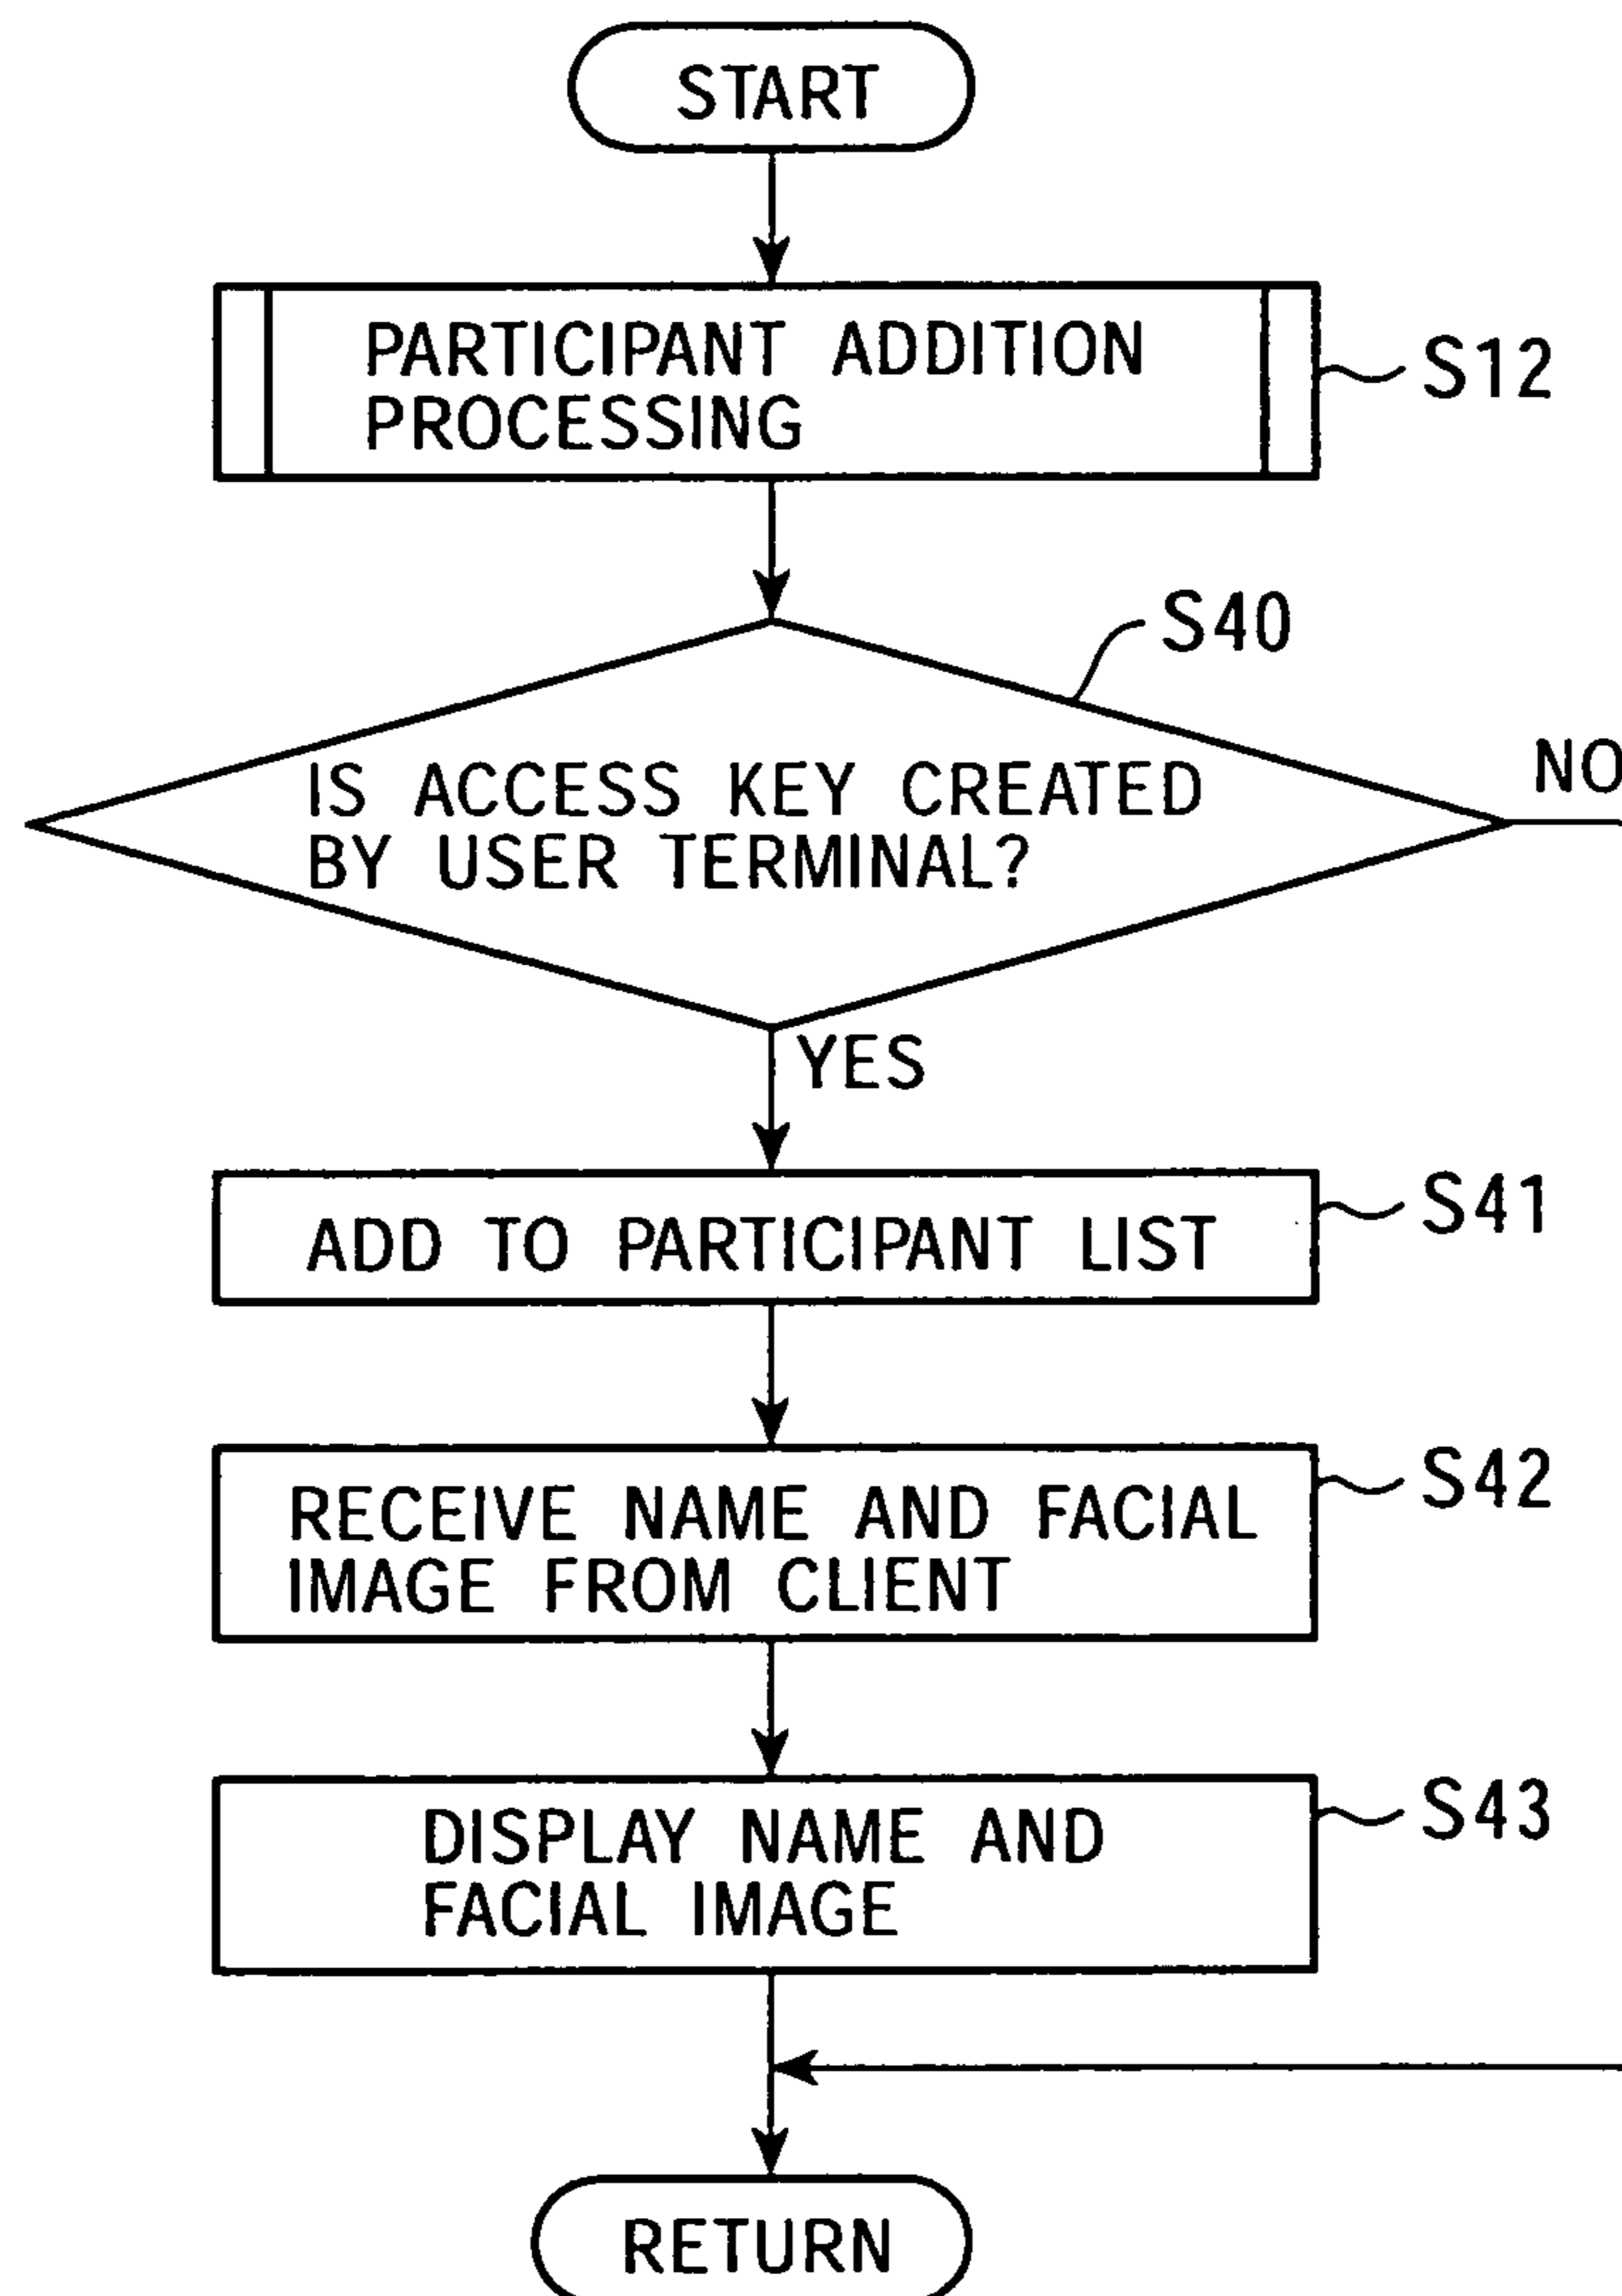 START
PARTICIPANT ADDITION
PROCESSING
S12
S40
IS ACCESS KEY CREATED
BY USER TERMINAL?
NO
YES
ADD TO PARTICIPANT LIST
S41
RECEIVE NAME AND FACIAL
IMAGE FROM CLIENT
S42
DISPLAY NAME AND
FACIAL IMAGE
S43
RETURN